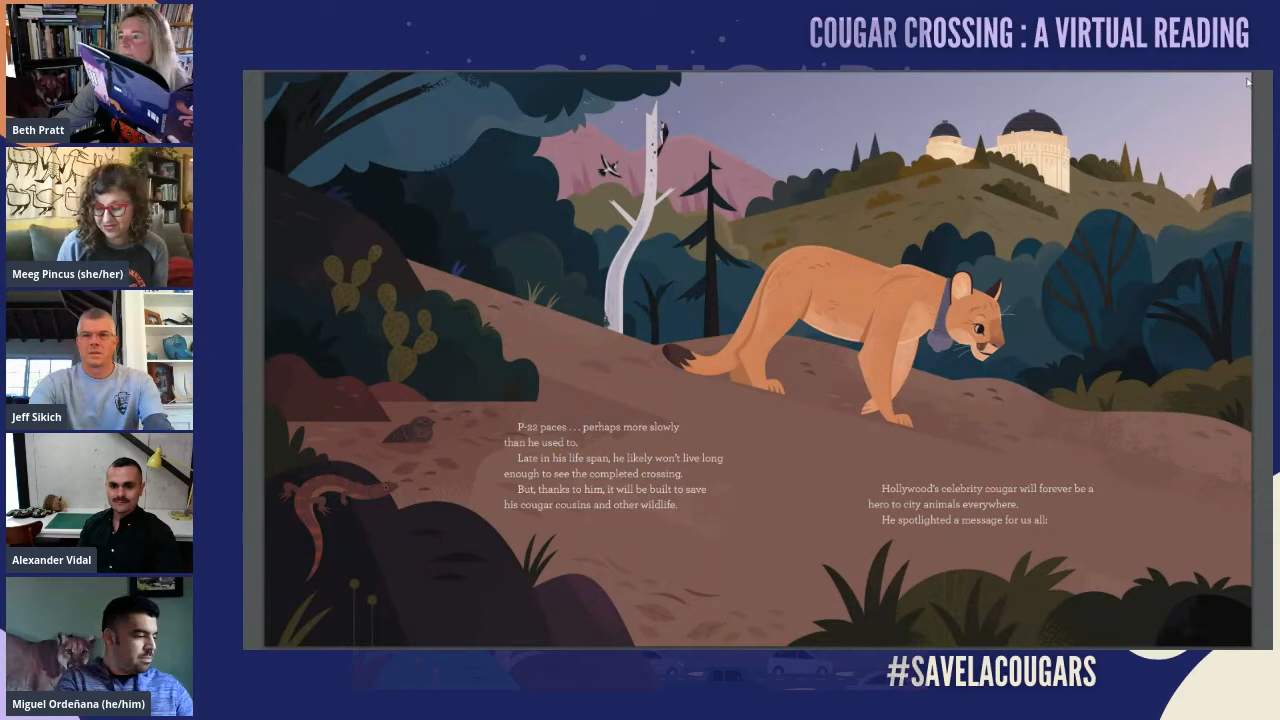 COUGAR CROSSING : A VIRTUAL READING
Beth Pratt
Meeg Pincus (she/her)
Jeff Sikich
Alexander Vidal
Miguel Ordeñana (he/him)
P-22 paces . . . perhaps more slowly
than he used to.
Late in his life span, he likely won't live long
enough to see the completed crossing.
But, thanks to him, it will be built to save
his cougar cousins and other wildlife.
Hollywood's celebrity cougar will forever be a
hero to city animals everywhere.
He spotlighted a message for us all:
#SAVELACOUGARS